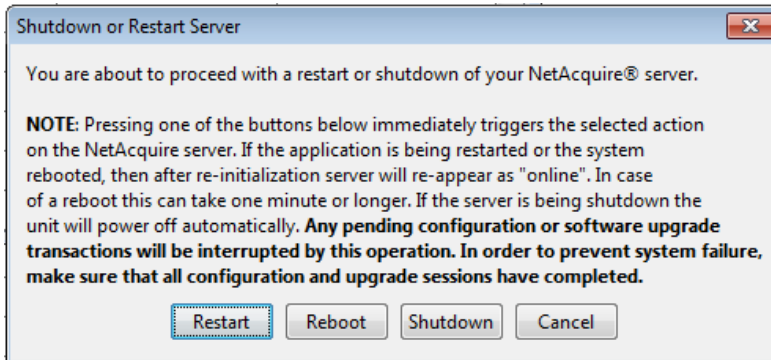 Shutdown or Restart Server
You are about to proceed with a restart or shutdown of your NetAcquire® server.
NOTE: Pressing one of the buttons below immediately triggers the selected action
on the NetAcquire server. If the application is being restarted or the system
rebooted, then after re-initialization server will re-appear as "online". In case
of a reboot this can take one minute or longer. If the server is being shutdown the
unit will power off automatically. Any pending configuration or software upgrade
transactions will be interrupted by this operation. In order to prevent system failure,
make sure that all configuration and upgrade sessions have completed.
Restart Reboot Shutdown Cancel